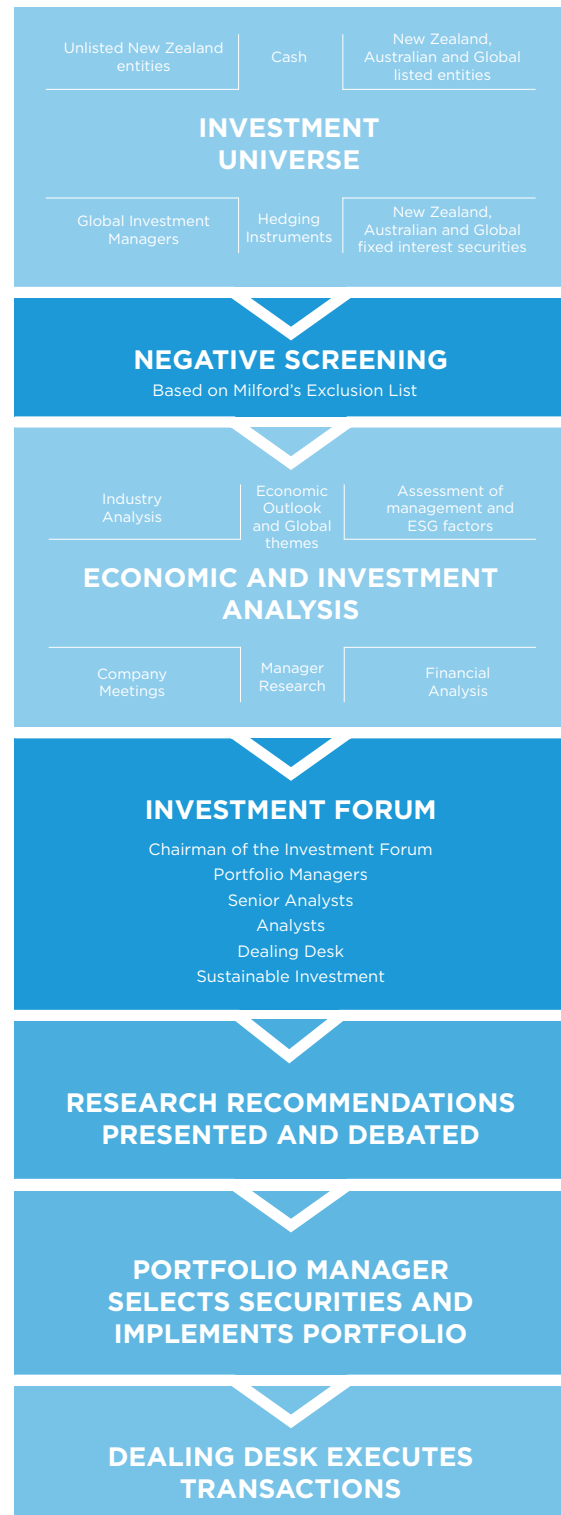 Unlisted New Zealand
entities
Cash
New Zealand,
Australian and Global
listed entities
INVESTMENT
UNIVERSE
Global Investment
Managers
Hedging
Instruments
New Zealand,
Australian and Global
fixed interest securities
NEGATIVE SCREENING
Based on Milford's Exclusion List
Industry
Analysis
Economic
Outlook
and Global
themes
Assessment of
management and
ESG factors
ECONOMIC AND INVESTMENT
ANALYSIS
Company
Meetings
Manager
Research
Financial
Analysis
INVESTMENT FORUM
Chairman of the Investment Forum
Portfolio Managers
Senior Analysts
Analysts
Dealing Desk
Sustainable Investment
RESEARCH RECOMMENDATIONS
PRESENTED AND DEBATED
PORTFOLIO MANAGER
SELECTS SECURITIES AND
IMPLEMENTS PORTFOLIO
DEALING DESK EXECUTES
TRANSACTIONS